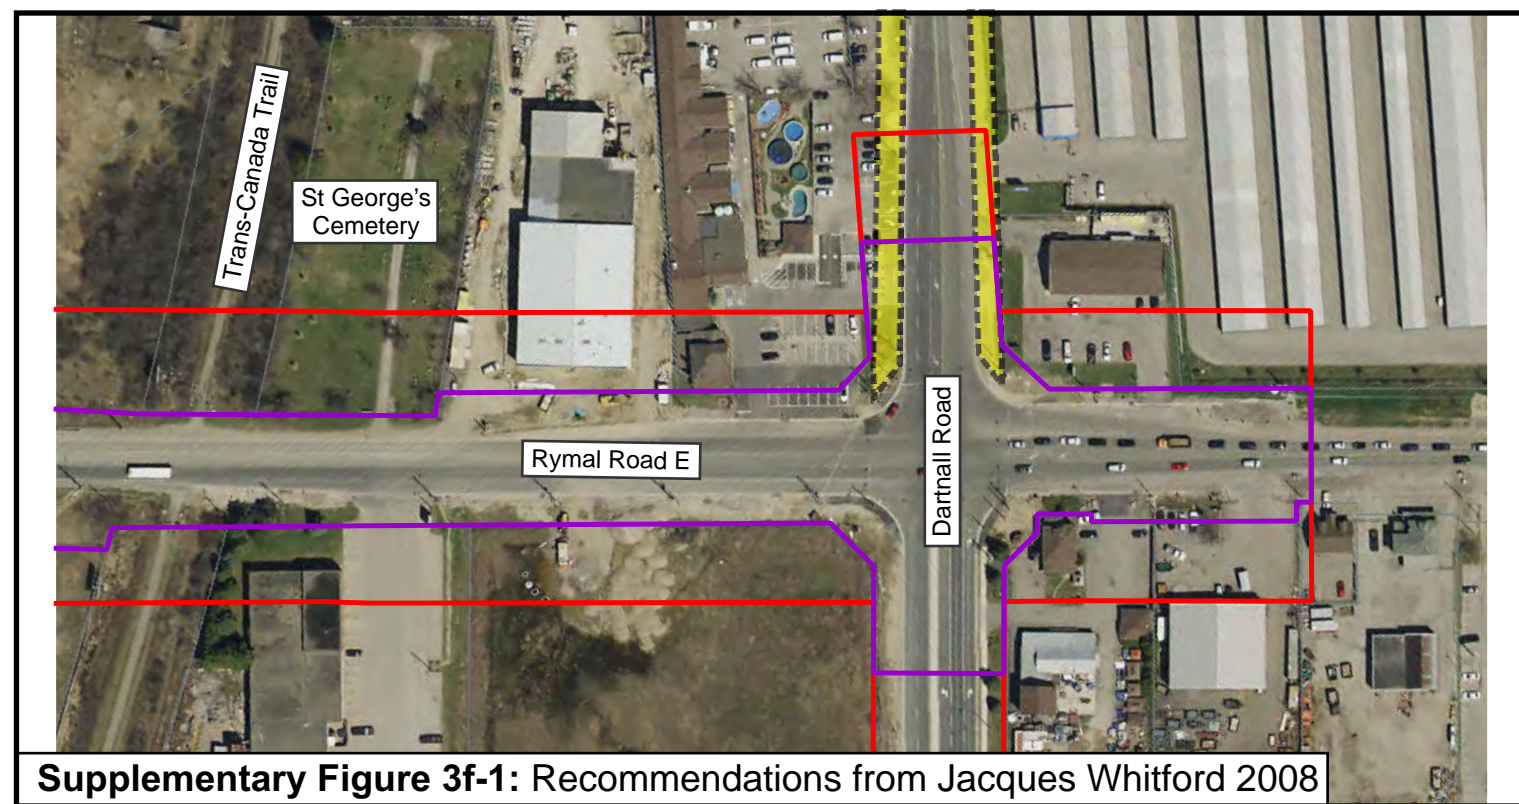 Trans-Canada Trail
St George's
Cemetery
Rymal Road E
Dartnall Road
Supplementary Figure 3f-1: Recommendations from Jacques Whitford 2008